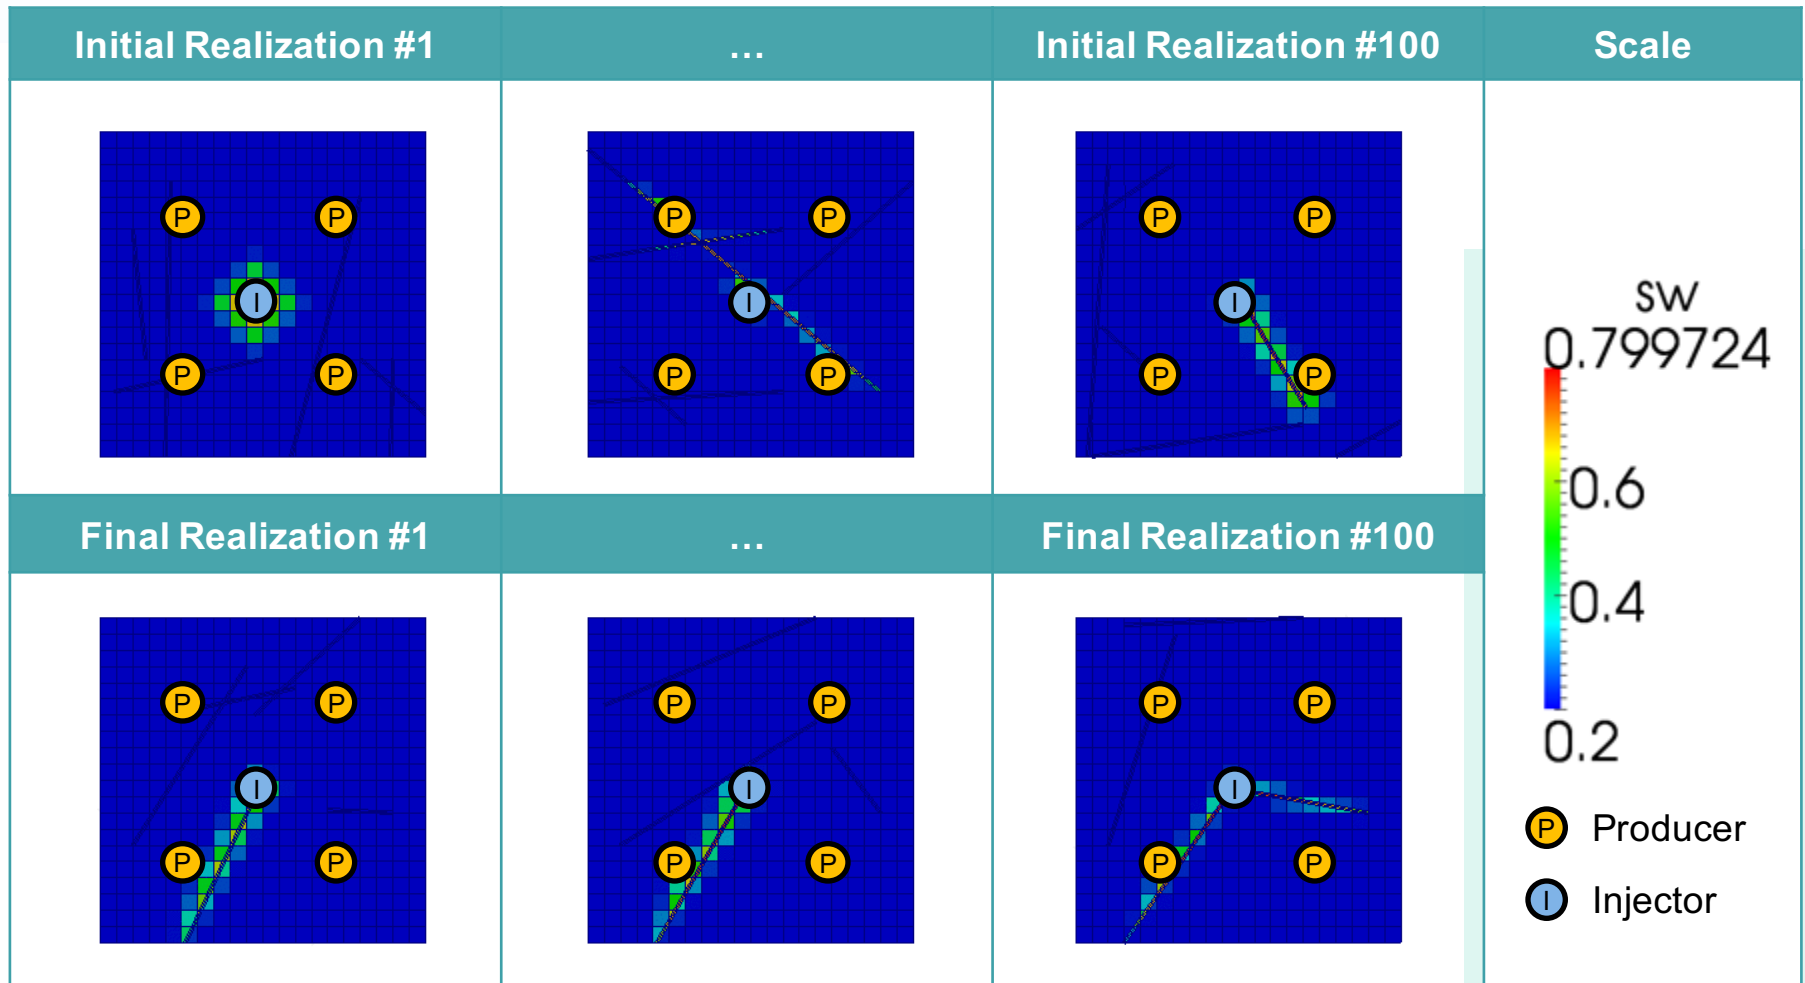 Initial Realization #1 … Initial Realization #100 Scale
P P
I
P P
P P
I
P P
P P
I
P P
SW
0.799724
0.6
0.4
0.2
Final Realization #1 … Final Realization #100
P P
I
P P
P P
I
P P
P P
I
P P
P Producer
I Injector